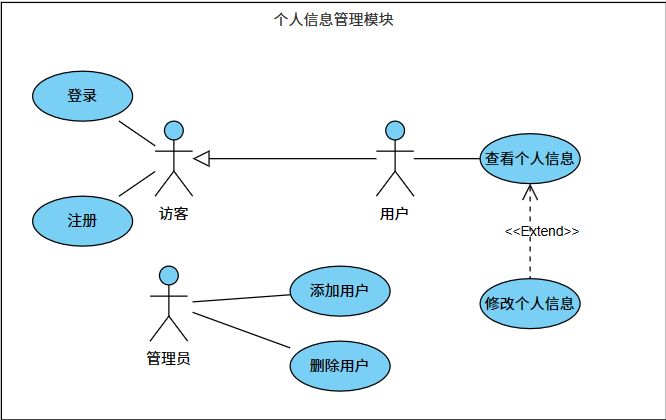 个人信息管理模块
登录
注册
访客
用户
查看个人信息
<<Extend>>
修改个人信息
管理员
添加用户
删除用户